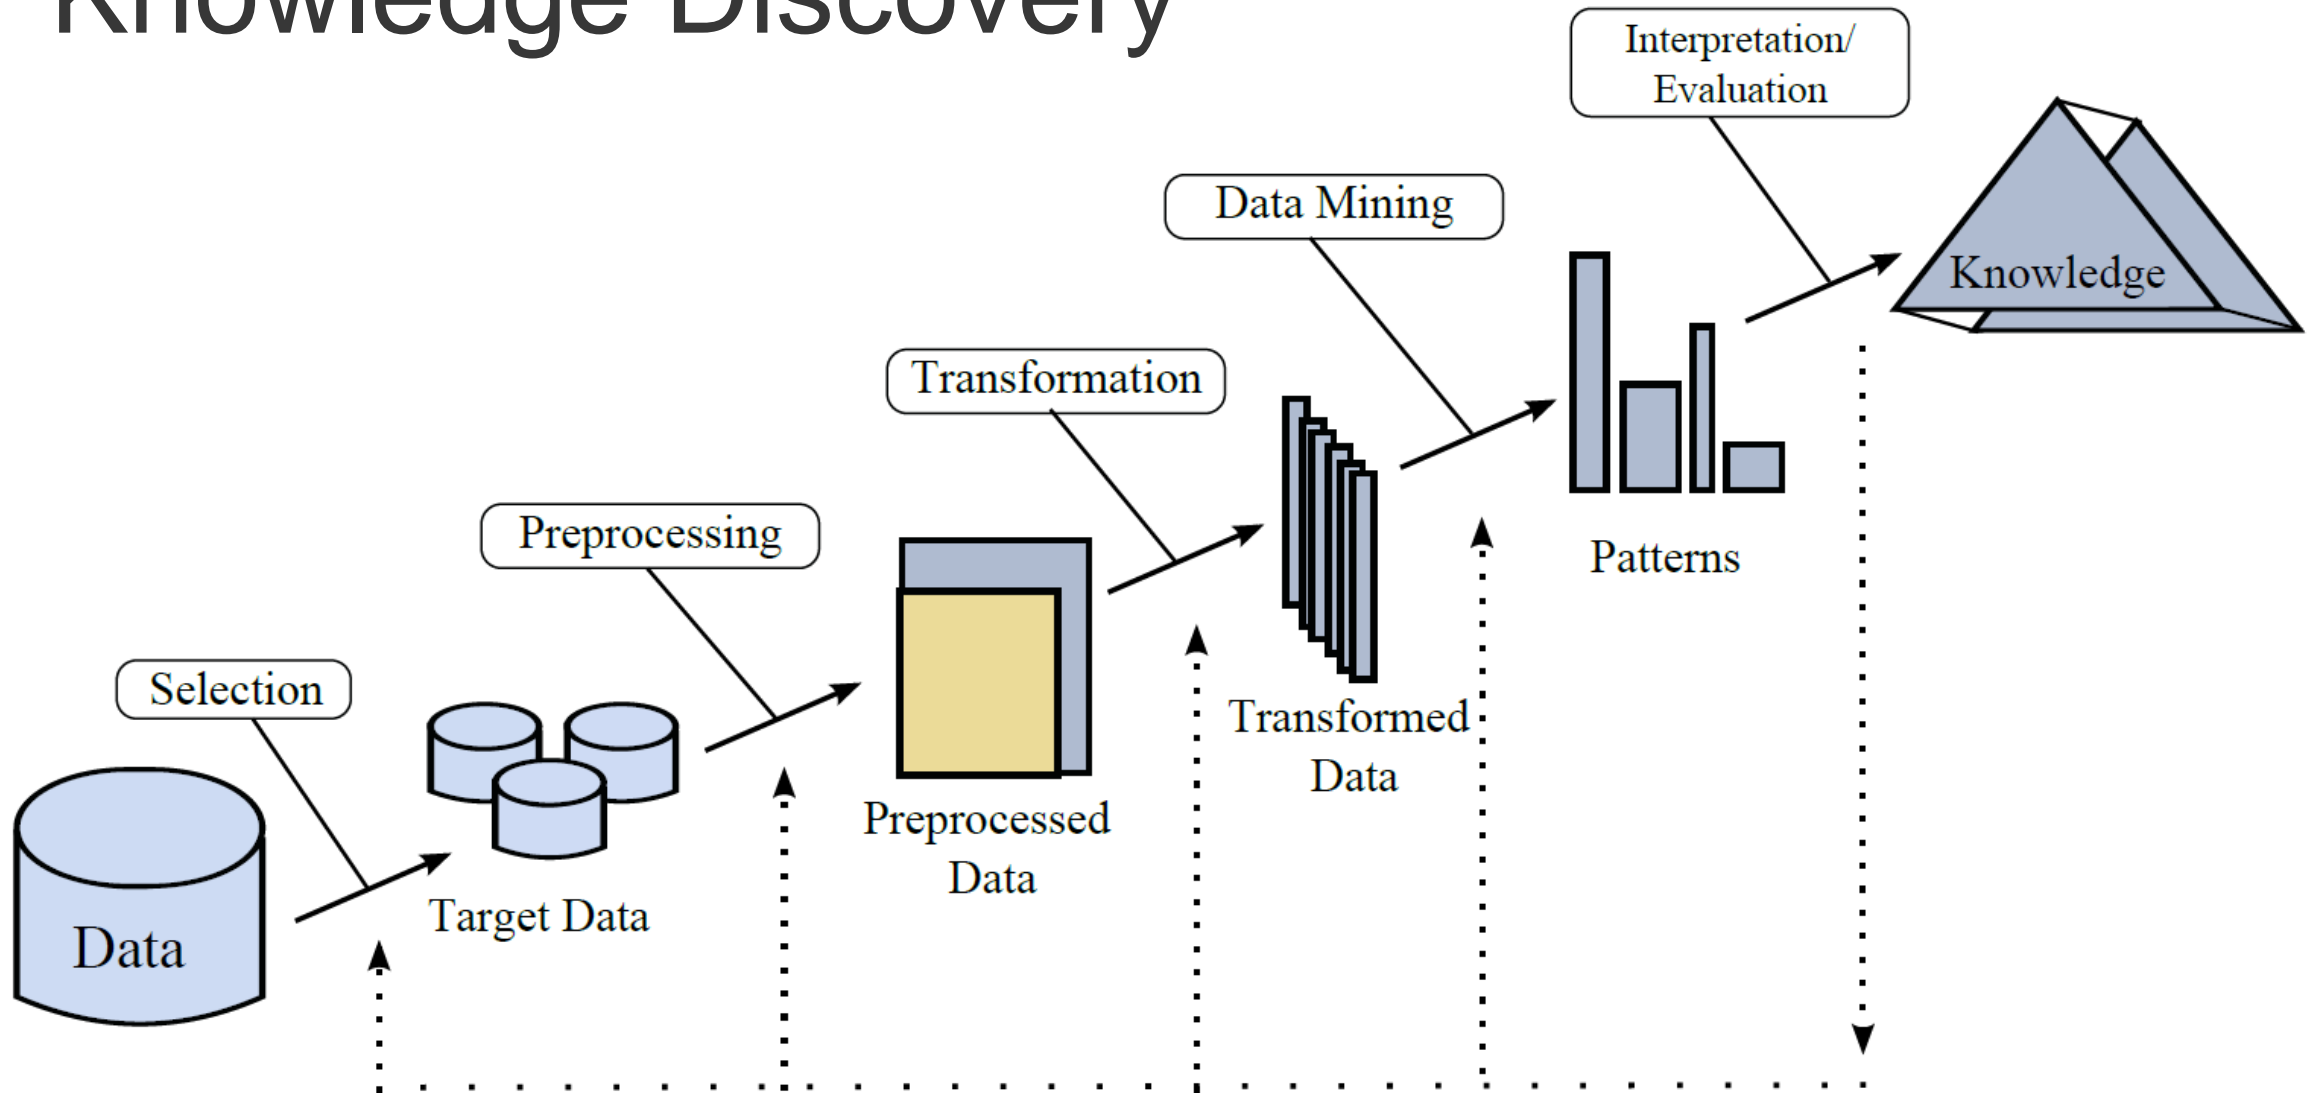 Knowledge Discovery
Interpretation/
Evaluation
Data Mining
Knowledge
Transformation
Preprocessing
Patterns
Selection
Transformed
Data
Preprocessed
Data
Target Data
Data